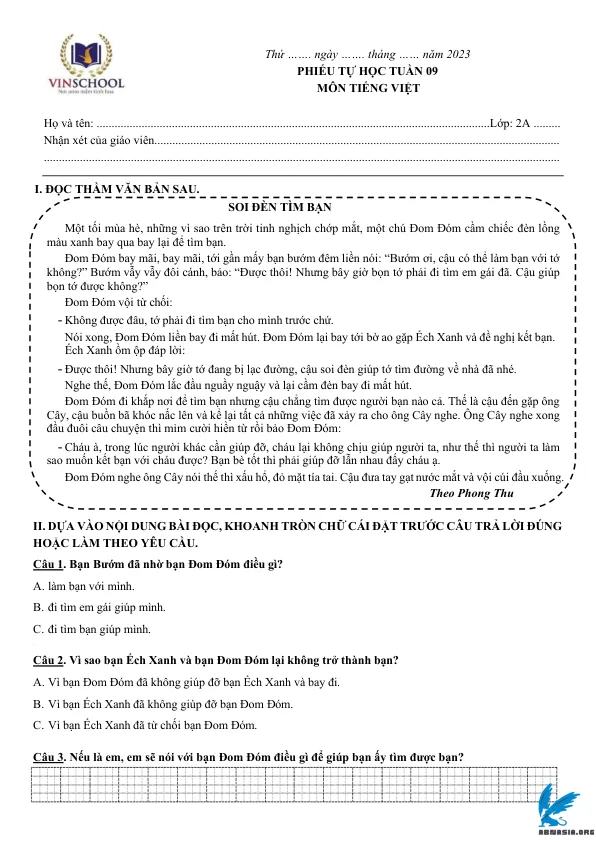 VINSCHOOL
Nơi ươm mầm tinh hoa
Thứ ……. ngày ……. tháng …… năm 2023
PHIẾU TỰ HỌC TUẦN 09
MÔN TIẾNG VIỆT
Họ và tên: ....................................................................................................Lớp: 2A .........
Nhận xét của giáo viên.......................................................................................................
.......................................................................................................................................
I. ĐỌC THẦM VĂN BẢN SAU.
SOI ĐÈN TÌM BẠN
Một tối mùa hè, những vì sao trên trời tinh nghịch chớp mắt, một chú Đom Đóm cầm chiếc đèn lồng
màu xanh bay qua bay lại để tìm bạn.
Đom Đóm bay mãi, bay mãi, tới gần mấy bạn bướm đêm liền nói: “Bướm ơi, cậu có thể làm bạn với tớ
không?” Bướm vẫy vẫy đôi cánh, bảo: “Được thôi! Nhưng bây giờ bọn tớ phải đi tìm em gái đã. Cậu giúp
bọn tớ được không?”
Đom Đóm vội từ chối:
- Không được đâu, tớ phải đi tìm bạn cho mình trước chứ.
Nói xong, Đom Đóm liền bay đi mất hút. Đom Đóm lại bay tới bờ ao gặp Ếch Xanh và đề nghị kết bạn.
Ếch Xanh ồm ộp đáp lời:
- Được thôi! Nhưng bây giờ tớ đang bị lạc đường, cậu soi đèn giúp tớ tìm đường về nhà đã nhé.
Nghe thế, Đom Đóm lắc đầu nguầy nguậy và lại cầm đèn bay đi mất hút.
Đom Đóm đi khắp nơi để tìm bạn nhưng cậu chẳng tìm được người bạn nào cả. Thế là cậu đến gặp ông
Cây, cậu buồn bã khóc nấc lên và kể lại tất cả những việc đã xảy ra cho ông Cây nghe. Ông Cây nghe xong
đầu đuôi câu chuyện thì mỉm cười hiền từ rồi bảo Đom Đóm:
- Cháu à, trong lúc người khác cần giúp đỡ, cháu lại không chịu giúp người ta, như thế thì người ta làm
sao muốn kết bạn với cháu được? Bạn bè tốt thì phải giúp đỡ lẫn nhau đấy cháu ạ.
Đom Đóm nghe ông Cây nói thế thì xấu hổ, đỏ mặt tía tai. Cậu đưa tay gạt nước mắt và vội cúi đầu xuống.
Theo Phong Thu
II. DỰA VÀO NỘI DUNG BÀI ĐỌC, KHOANH TRÒN CHỮ CÁI ĐẶT TRƯỚC CÂU TRẢ LỜI ĐÚNG
HOẶC LÀM THEO YÊU CẦU.
Câu 1. Bạn Bướm đã nhờ bạn Đom Đóm điều gì?
A. làm bạn với mình.
B. đi tìm em gái giúp mình.
C. đi tìm bạn giúp mình.
Câu 2. Vì sao bạn Ếch Xanh và bạn Đom Đóm lại không trở thành bạn?
A. Vì bạn Đom Đóm đã không giúp đỡ bạn Ếch Xanh và bay đi.
B. Vì bạn Ếch Xanh đã không giúp đỡ bạn Đom Đóm.
C. Vì bạn Ếch Xanh đã từ chối bạn Đom Đóm.
Câu 3. Nếu là em, em sẽ nói với bạn Đom Đóm điều gì để giúp bạn ấy tìm được bạn?
ABNASIA.ORG